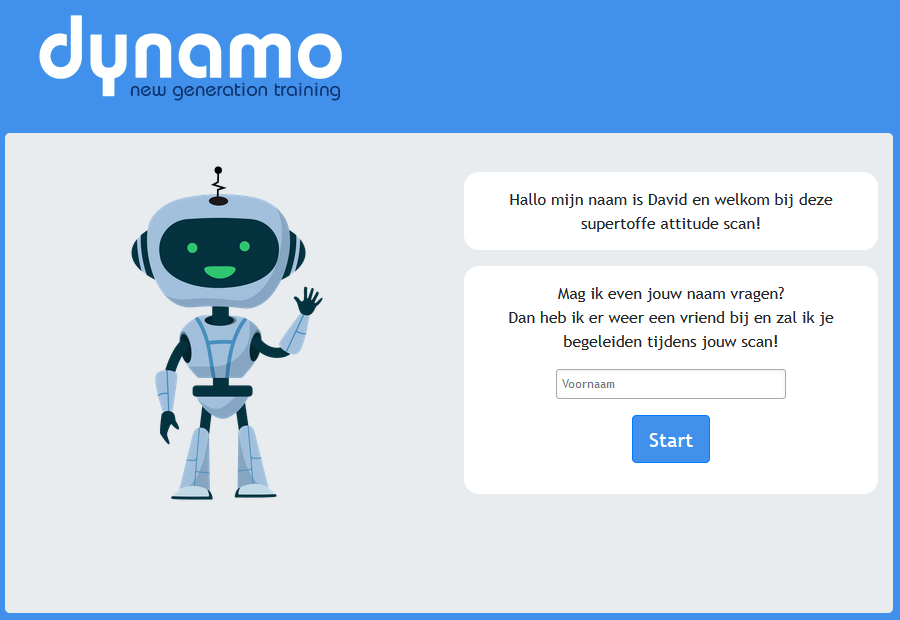 dynamo
new generation training
Hallo mijn naam is David en welkom bij deze
supertoffe attitude scan!
Mag ik even jouw naam vragen?
Dan heb ik er weer een vriend bij en zal ik je
begeleiden tijdens jouw scan!
Voornaam
Start